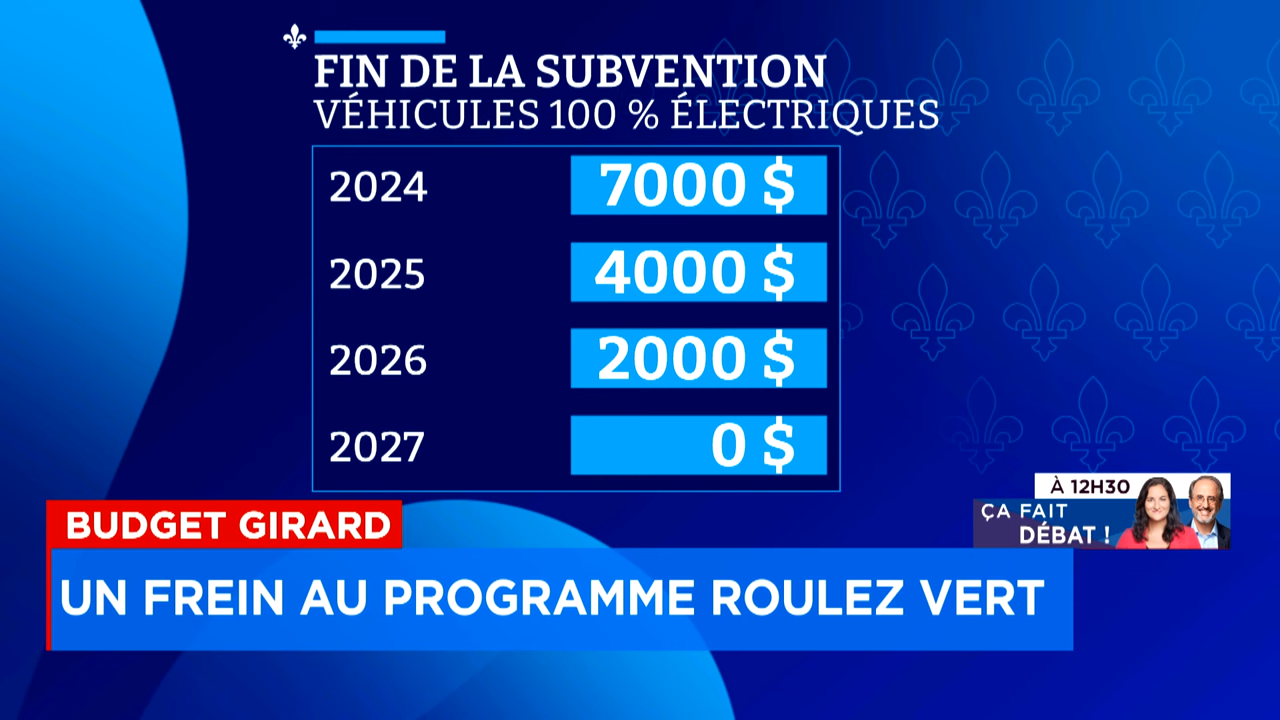 FIN DE LA SUBVENTION
VÉHICULES 100 % ÉLECTRIQUES
2024 7000 $
2025 4000 $
2026 2000 $
2027 0 $
À 12H30
ÇA FAIT
DÉBAT !
BUDGET GIRARD
UN FREIN AU PROGRAMME ROULEZ VERT